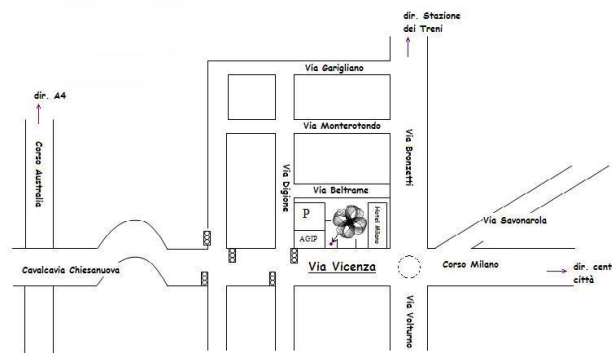 dir. Stazione
dei Treni
Via Garigliano
dir. A4
Corso Australia
Via Monterotondo
Via Bronzetti
Via Digione
Via Beltrame
P
Hotel Milano
AGIP
Via Savonarola
Cavalcavia Chiesanuova
Via Vicenza
Corso Milano
dir. cent
città
Via Volturno